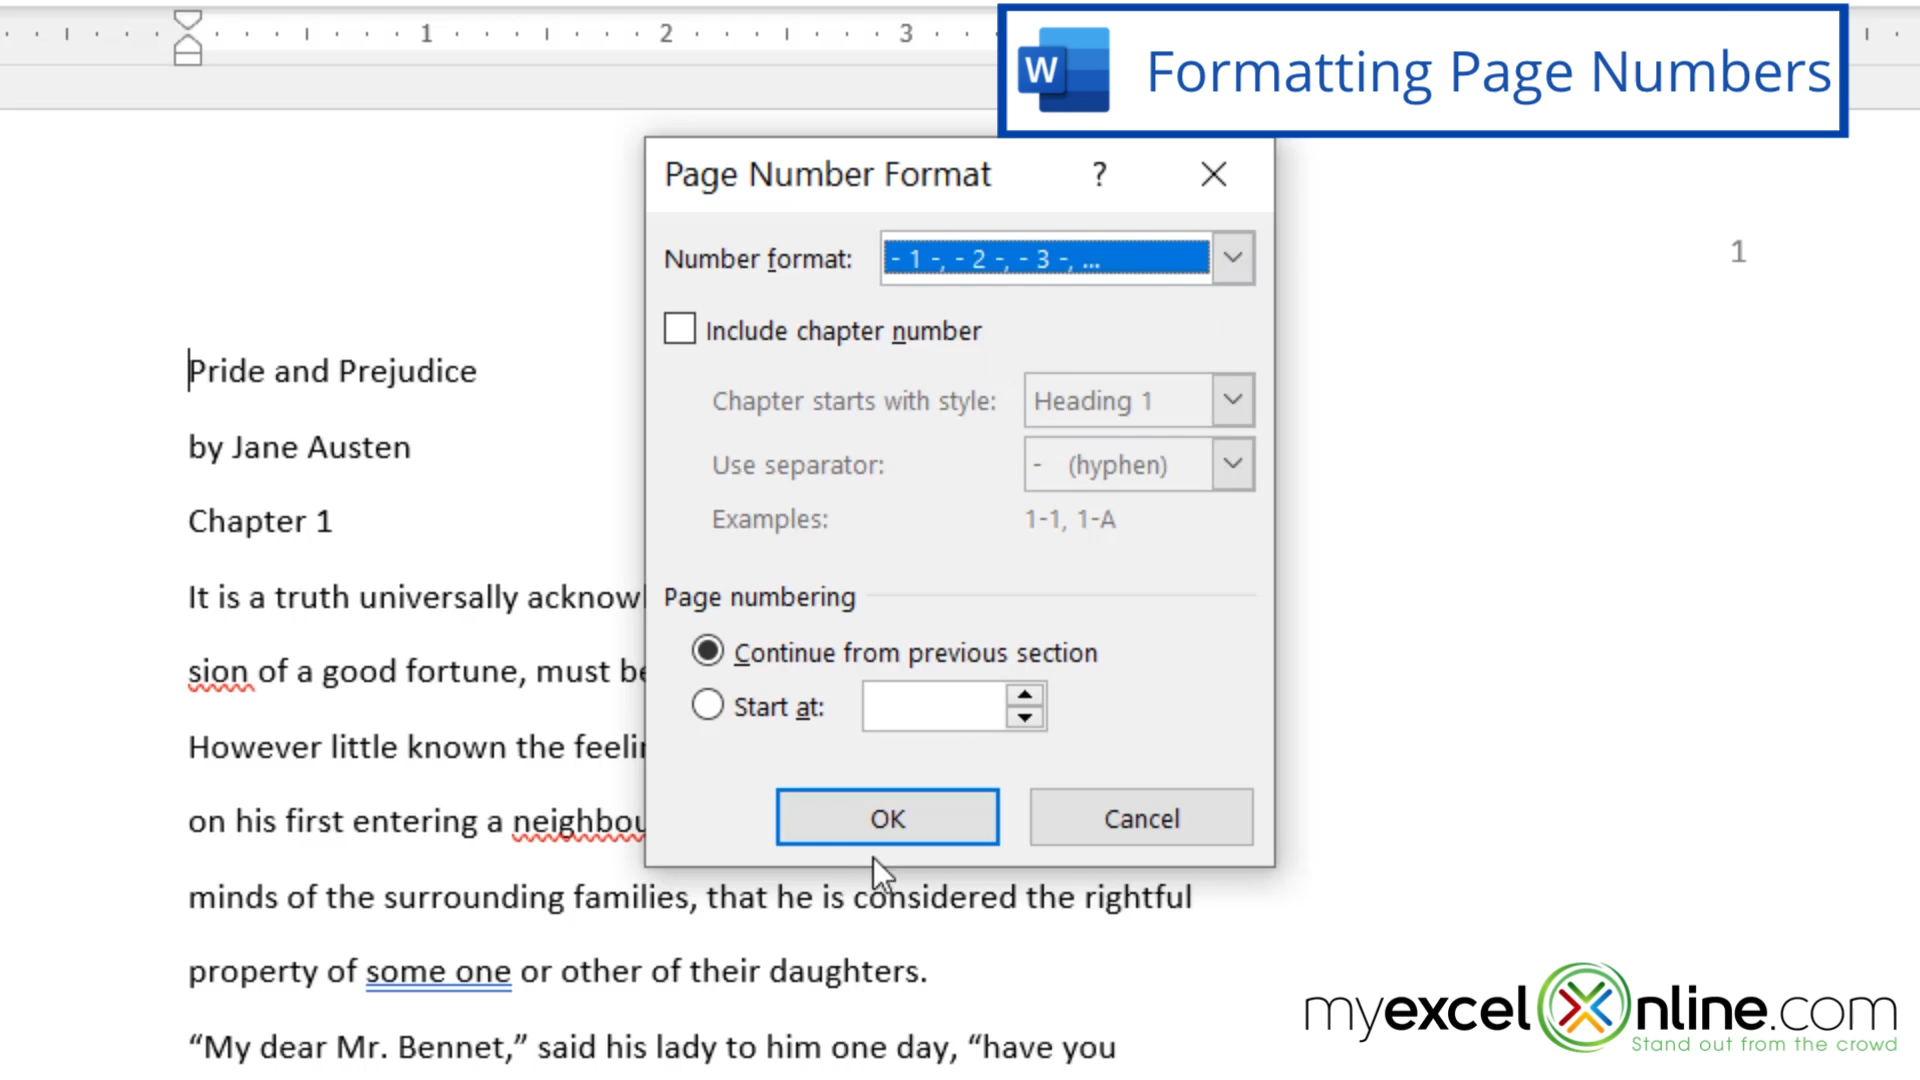 1 2 3
W Formatting Page Numbers
Page Number Format ? 
Number format: - 1 -, - 2 -, - 3 -, ...
1
Include chapter number
Chapter starts with style: Heading 1
Use separator: - (hyphen)
Examples: 1-1, 1-A
Page numbering
Continue from previous section
Start at:
OK Cancel
Pride and Prejudice
by Jane Austen
Chapter 1
It is a truth universally acknowl
sion of a good fortune, must be
However little known the feelin
on his first entering a neighbou
minds of the surrounding families, that he is considered the rightful
property of some one or other of their daughters.
“My dear Mr. Bennet,” said his lady to him one day, “have you
myexcelonline.com
Stand out from the crowd